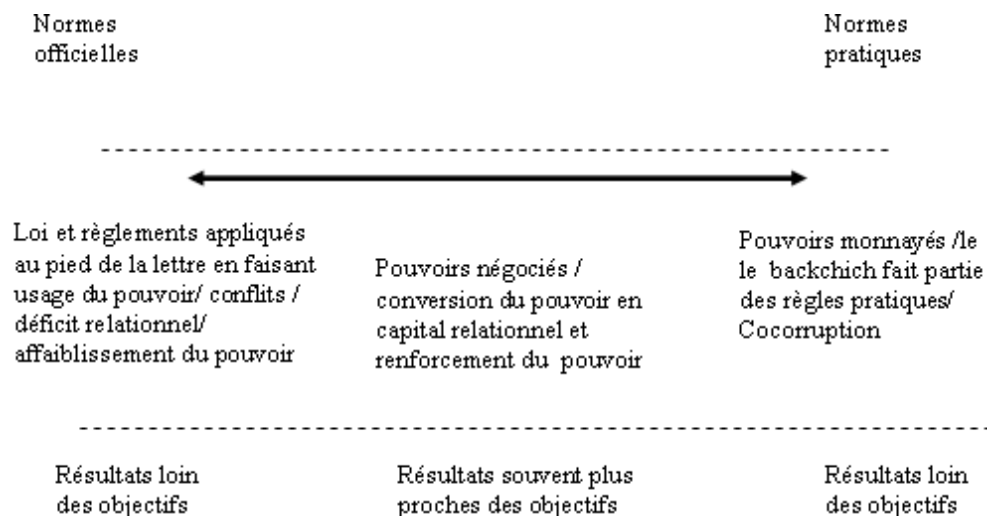 Normes
officielles
Normes
pratiques
Loi et règlements appliqués
au pied de la lettre en faisant
usage du pouvoir/ conflits /
déficit relationnel/
affaiblissement du pouvoir
Pouvoirs négociés /
conversion du pouvoir en
capital relationnel et
renforcement du pouvoir
Pouvoirs monnayés /le
le backchich fait partie
des règles pratiques/
Cocorruption
Résultats loin
des objectifs
Résultats souvent plus
proches des objectifs
Résultats loin
des objectifs